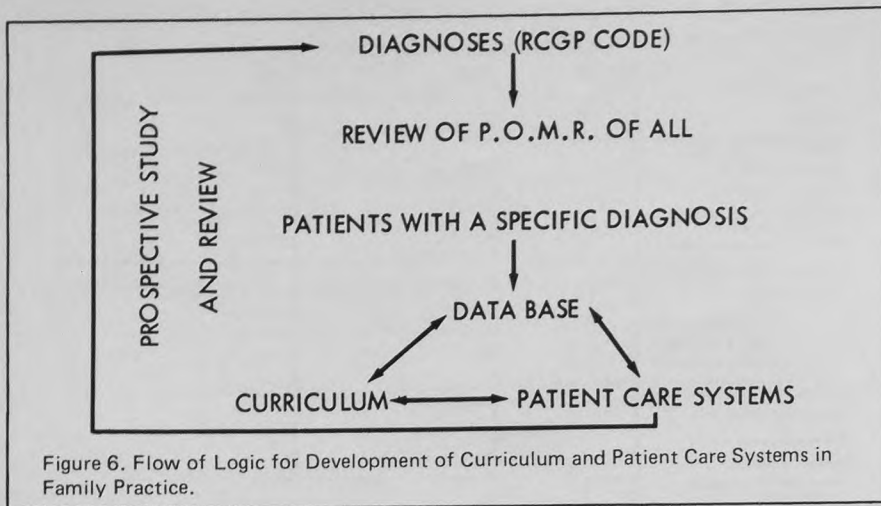 DIAGNOSES (RCGP CODE)
REVIEW OF P.O.M.R. OF ALL
PATIENTS WITH A SPECIFIC DIAGNOSIS
DATA BASE
CURRICULUM
PATIENT CARE SYSTEMS
PROSPECTIVE STUDY
AND REVIEW
Figure 6. Flow of Logic for Development of Curriculum and Patient Care Systems in
Family Practice.